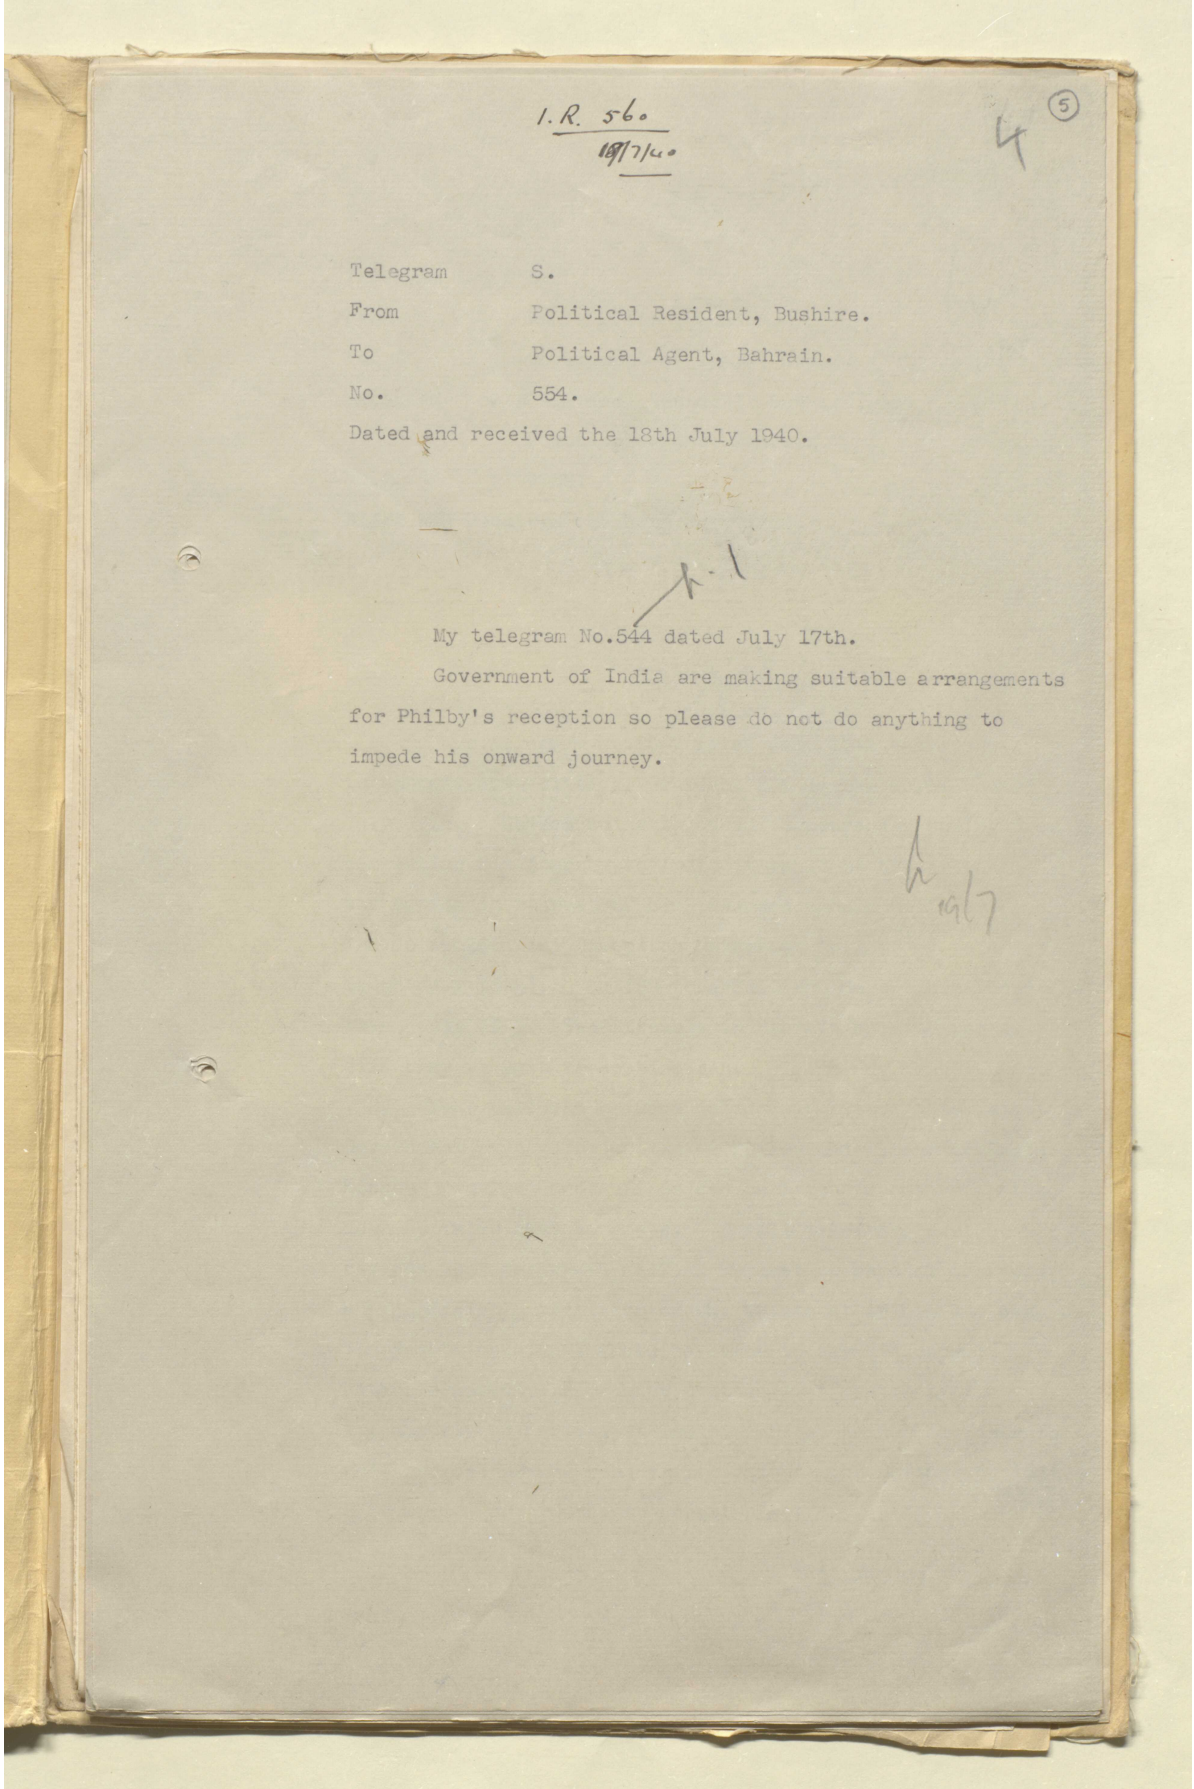 I.R. 560
5
4
18/7/40
Telegram S.
From Political Resident, Bushire.
To Political Agent, Bahrain.
No. 554.
Dated and received the 18th July 1940.
p.1
My telegram No.544 dated July 17th.
Government of India are making suitable arrangements
for Philby's reception so please do not do anything to
impede his onward journey.
19/7